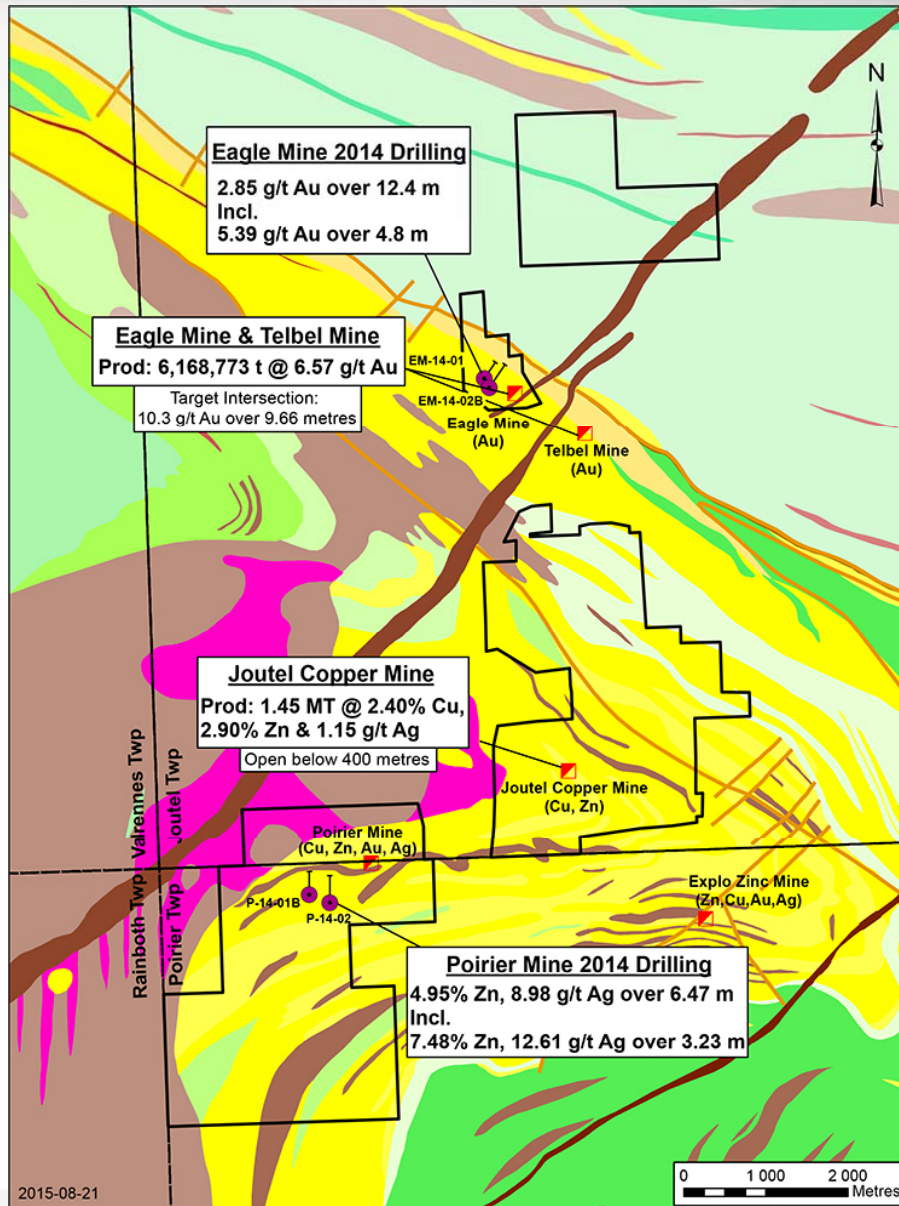 N
Eagle Mine 2014 Drilling
2.85 g/t Au over 12.4 m
Incl.
5.39 g/t Au over 4.8 m
Eagle Mine & Telbel Mine
Prod: 6,168,773 t @ 6.57 g/t Au
Target Intersection:
10.3 g/t Au over 9.66 metres
EM-14-01
EM-14-02B
Eagle Mine
(Au)
Telbel Mine
(Au)
Joutel Copper Mine
Prod: 1.45 MT @ 2.40% Cu,
2.90% Zn & 1.15 g/t Ag
Open below 400 metres
Joutel Copper Mine
(Cu, Zn)
Valrennes Twp
Joutel Twp
Rainboth Twp
Poirier Twp
Poirier Mine
(Cu, Zn, Au, Ag)
P-14-01B
P-14-02
Explo Zinc Mine
(Zn,Cu,Au,Ag)
Poirier Mine 2014 Drilling
4.95% Zn, 8.98 g/t Ag over 6.47 m
Incl.
7.48% Zn, 12.61 g/t Ag over 3.23 m
2015-08-21
0 1 000 2 000
Metres